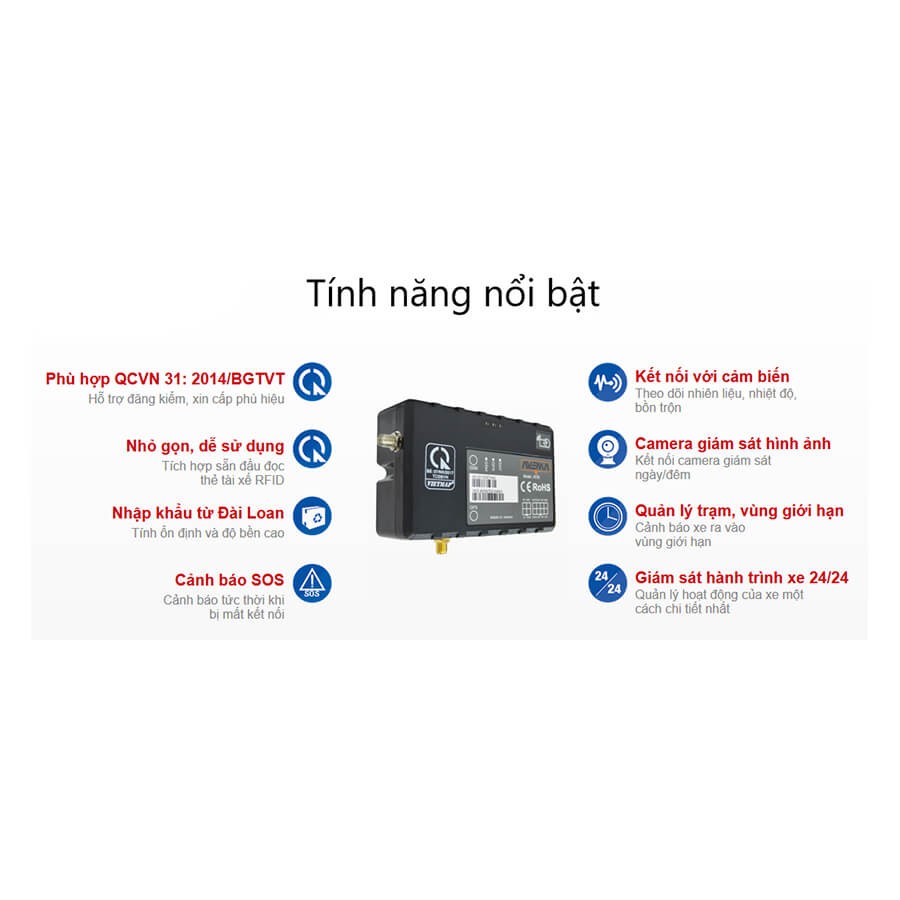 Tính năng nổi bật
Phù hợp QCVN 31: 2014/BGTVT
Hỗ trợ đăng kiểm, xin cấp phù hiệu
Nhỏ gọn, dễ sử dụng
Tích hợp sẵn đầu đọc
thẻ tài xế RFID
Nhập khẩu từ Đài Loan
Tính ổn định và độ bền cao
Cảnh báo SOS
Cảnh báo tức thời khi
bị mất kết nối
SOS
VIETMAP
CE RoHS
Kết nối với cảm biến
Theo dõi nhiên liệu, nhiệt độ,
bồn trộn
Camera giám sát hình ảnh
Kết nối camera giám sát
ngày/đêm
Quản lý trạm, vùng giới hạn
Cảnh báo xe ra vào
vùng giới hạn
24/24
Giám sát hành trình xe 24/24
Quản lý hoạt động của xe một
cách chi tiết nhất